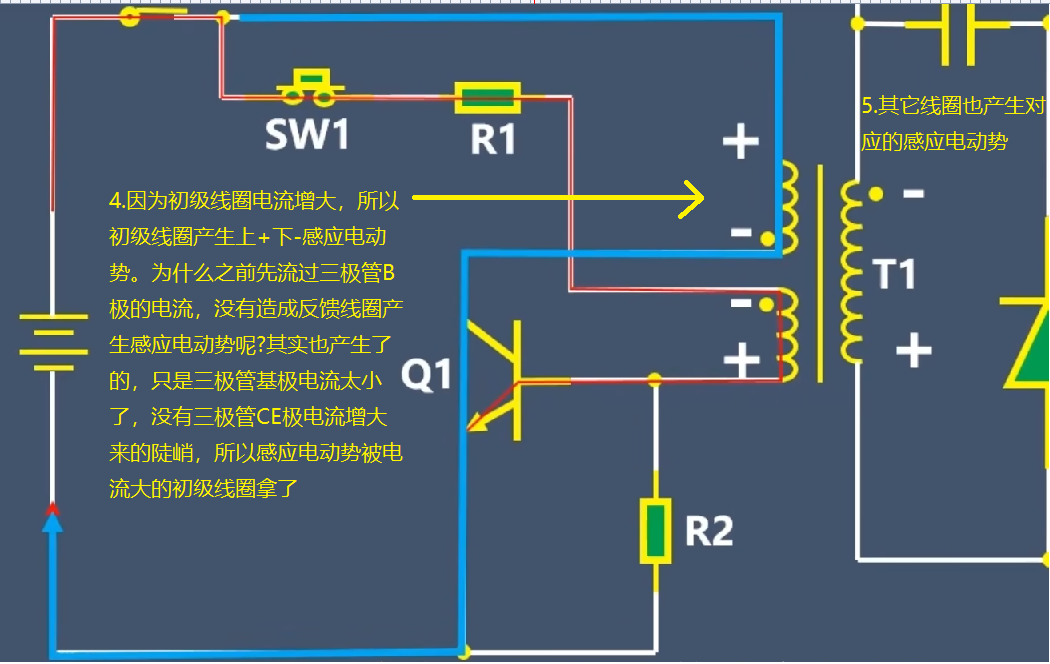 SW1
R1
4.因为初级线圈电流增大，所以
初级线圈产生上+下-感应电动
势。为什么之前先流过三极管B
极的电流，没有造成反馈线圈产
生感应电动势呢?其实也产生了
的，只是三极管基极电流太小
了，没有三极管CE极电流增大
来的陡峭，所以感应电动势被电
流大的初级线圈拿了
Q1
R2
+
-
-
+
5.其它线圈也产生对
应的感应电动势
-
T1
+